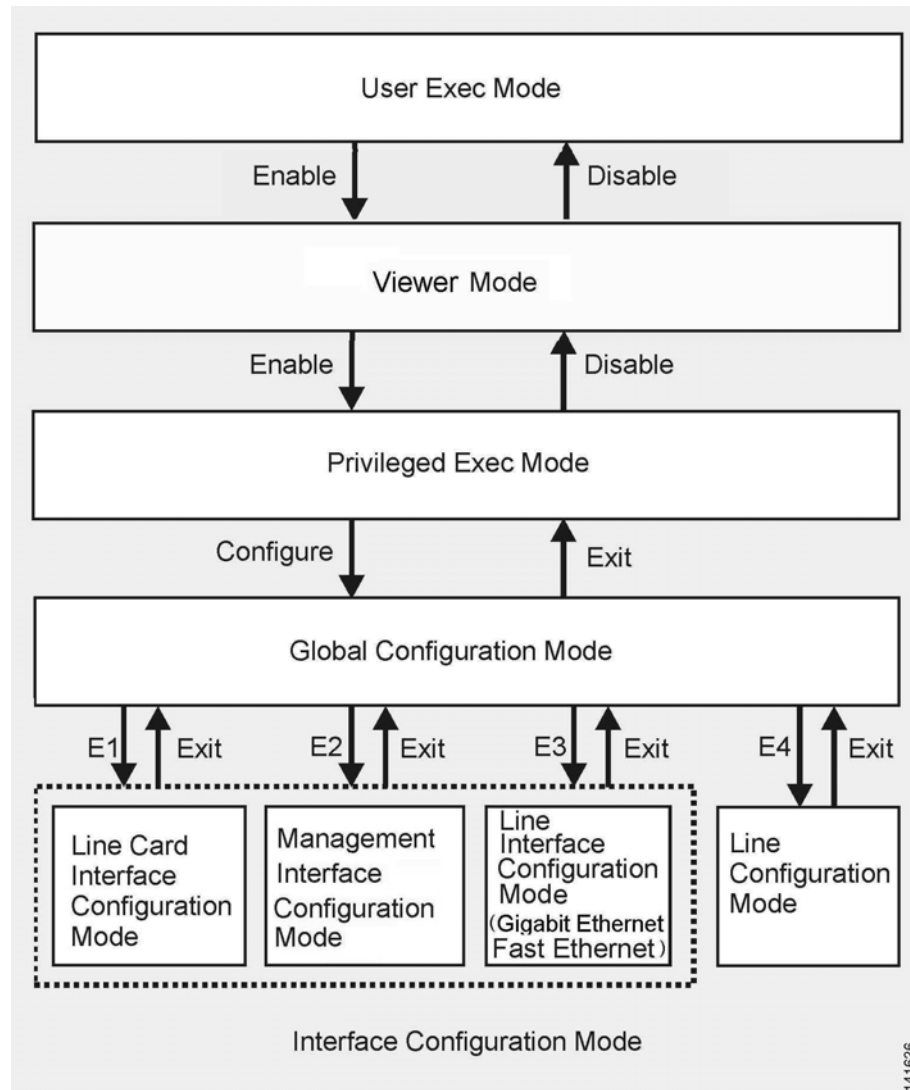 User Exec Mode
Enable
Disable
Viewer Mode
Enable
Disable
Privileged Exec Mode
Configure
Exit
Global Configuration Mode
E1
Exit
E2
Exit
E3
Exit
E4
Exit
Line Card
Interface
Configuration
Mode
Management
Interface
Configuration
Mode
Line
Interface
Configuration
Mode
(Gigabit Ethernet
Fast Ethernet)
Line
Configuration
Mode
Interface Configuration Mode